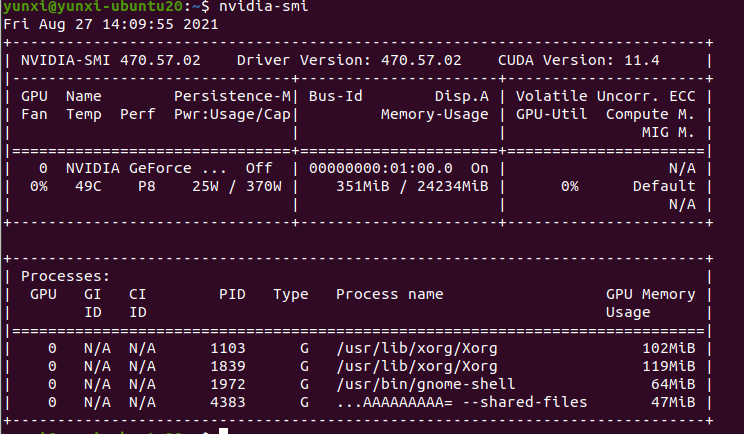 yunxi@yunxi-ubuntu20:~$ nvidia-smi
Fri Aug 27 14:09:55 2021
+-----------------------------------------------------------------------------+
| NVIDIA-SMI 470.57.02    Driver Version: 470.57.02    CUDA Version: 11.4     |
|-------------------------------+----------------------+----------------------+
| GPU  Name        Persistence-M| Bus-Id        Disp.A | Volatile Uncorr. ECC |
| Fan  Temp  Perf  Pwr:Usage/Cap|         Memory-Usage | GPU-Util  Compute M. |
|                               |                      |               MIG M. |
|===============================+======================+======================|
|   0  NVIDIA GeForce ...  Off  | 00000000:01:00.0  On |                  N/A |
|  0%   49C    P8    25W / 370W |    351MiB / 24234MiB |      0%      Default |
|                               |                      |                  N/A |
+-------------------------------+----------------------+----------------------+

+-----------------------------------------------------------------------------+
| Processes:                                                                  |
|  GPU   GI   CI        PID   Type   Process name                  GPU Memory |
|        ID   ID                                                   Usage      |
|=============================================================================|
|    0   N/A  N/A      1103      G   /usr/lib/xorg/Xorg                102MiB |
|    0   N/A  N/A      1839      G   /usr/lib/xorg/Xorg                119MiB |
|    0   N/A  N/A      1972      G   /usr/bin/gnome-shell               64MiB |
|    0   N/A  N/A      4383      G   ...AAAAAAAAA= --shared-files       47MiB |
+-----------------------------------------------------------------------------+